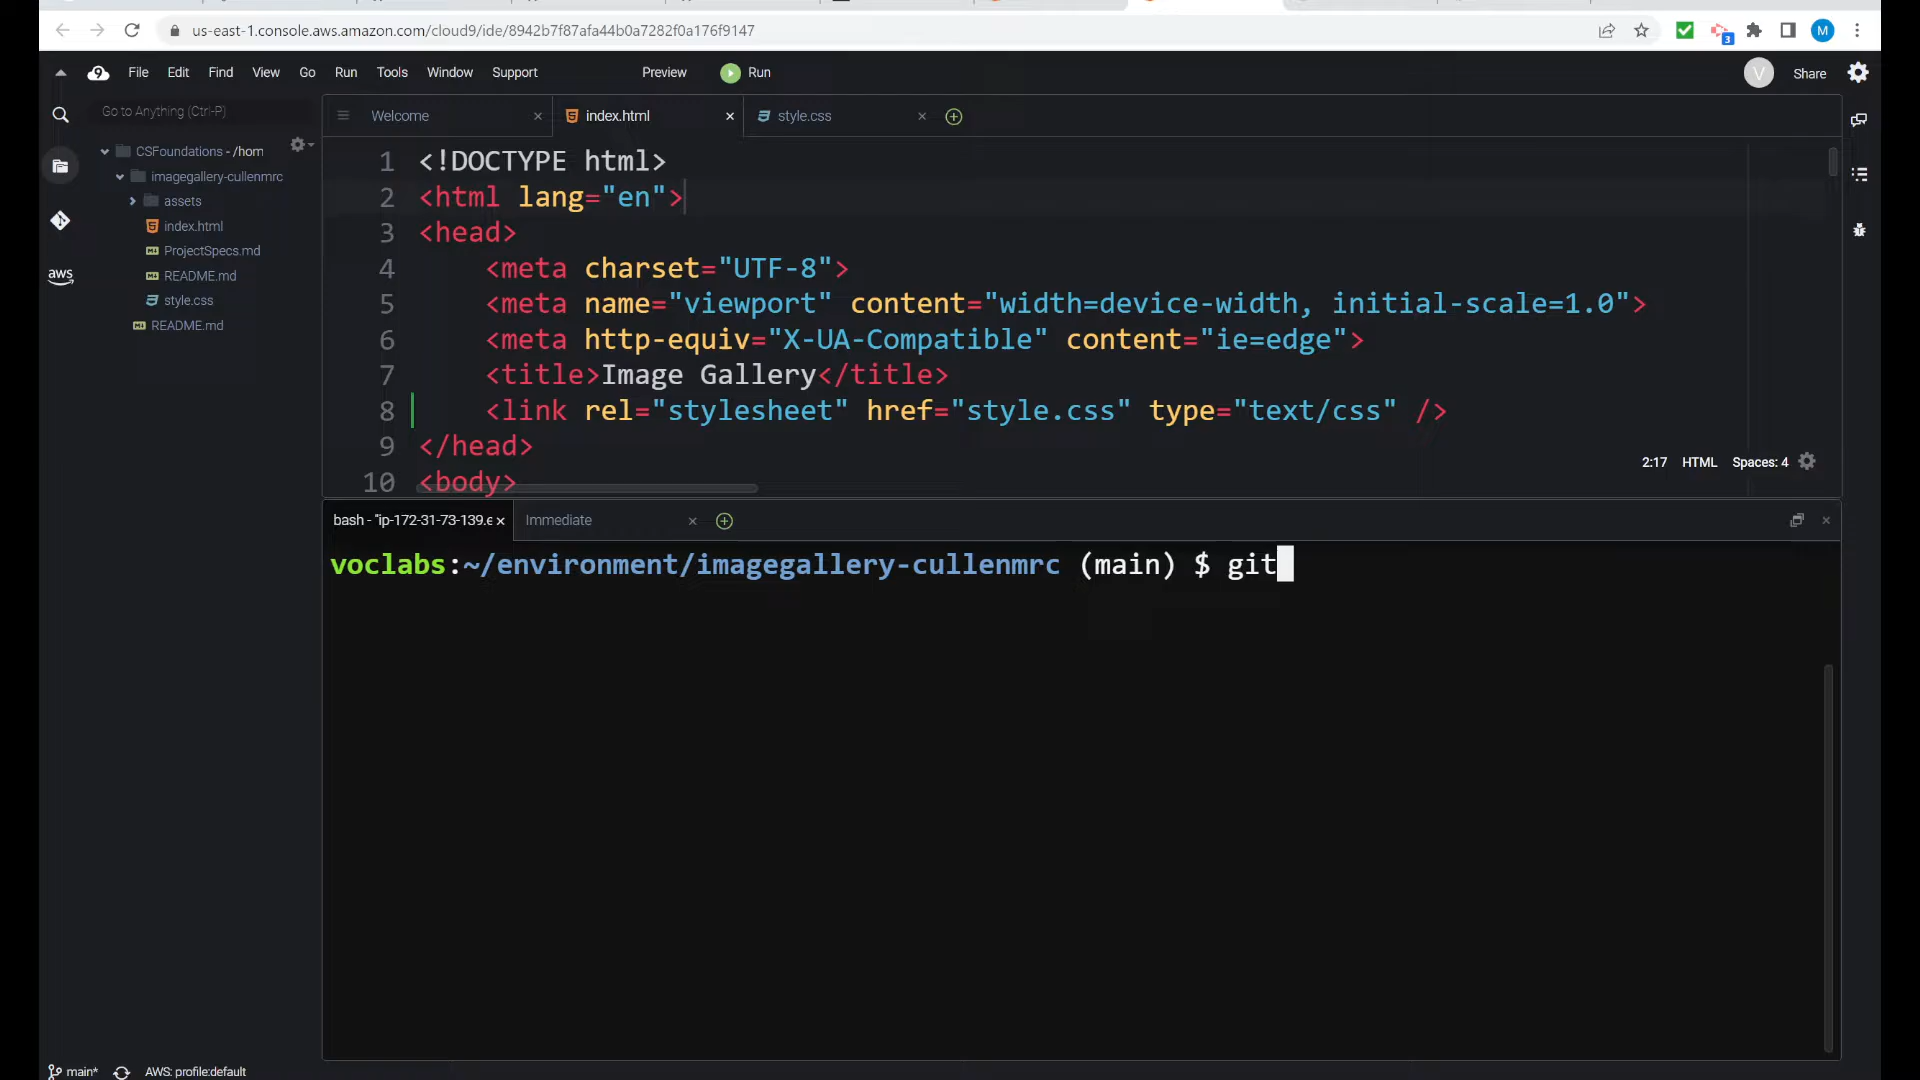 us-east-1.console.aws.amazon.com/cloud9/ide/8942b7f87afa44b0a7282f0a176f9147
3
M
9 File Edit Find View Go Run Tools Window Support Preview Run
V Share
Go to Anything (Ctrl-P)
CSFoundations - /hom
imagegallery-cullenmrc
assets
index.html
ProjectSpecs.md
README.md
style.css
README.md
aws
Welcome × index.html × style.css ×
1 <!DOCTYPE html>
2 <html lang="en">
3 <head>
4 <meta charset="UTF-8">
5 <meta name="viewport" content="width=device-width, initial-scale=1.0">
6 <meta http-equiv="X-UA-Compatible" content="ie=edge">
7 <title>Image Gallery</title>
8 <link rel="stylesheet" href="style.css" type="text/css" />
9 </head>
10 <body>
2:17 HTML Spaces: 4
bash - "ip-172-31-73-139.e × Immediate ×
voclabs:~/environment/imagegallery-cullenmrc (main) $ git
main* AWS: profile:default